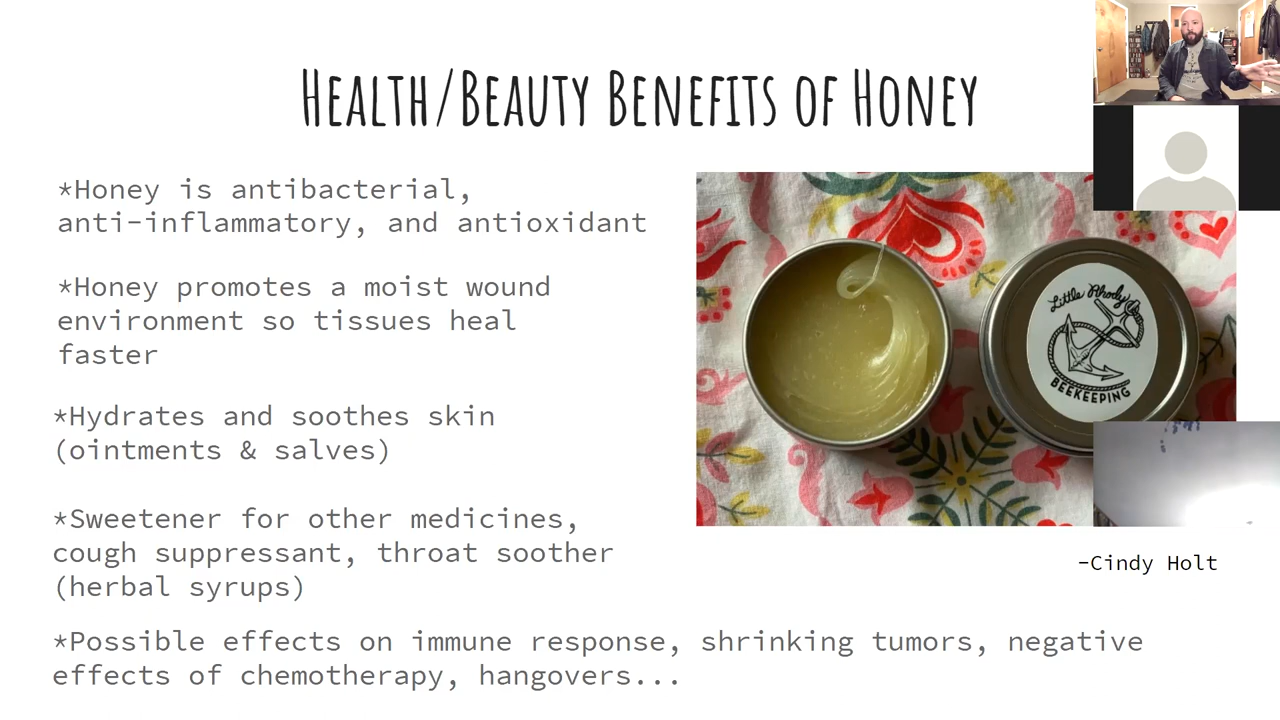 Health/Beauty Benefits of Honey
*Honey is antibacterial,
anti-inflammatory, and antioxidant
*Honey promotes a moist wound
environment so tissues heal
faster
*Hydrates and soothes skin
(ointments & salves)
*Sweetener for other medicines,
cough suppressant, throat soother
(herbal syrups)
*Possible effects on immune response, shrinking tumors, negative
effects of chemotherapy, hangovers...
Little Rhody
BEEKEEPING
-Cindy Holt